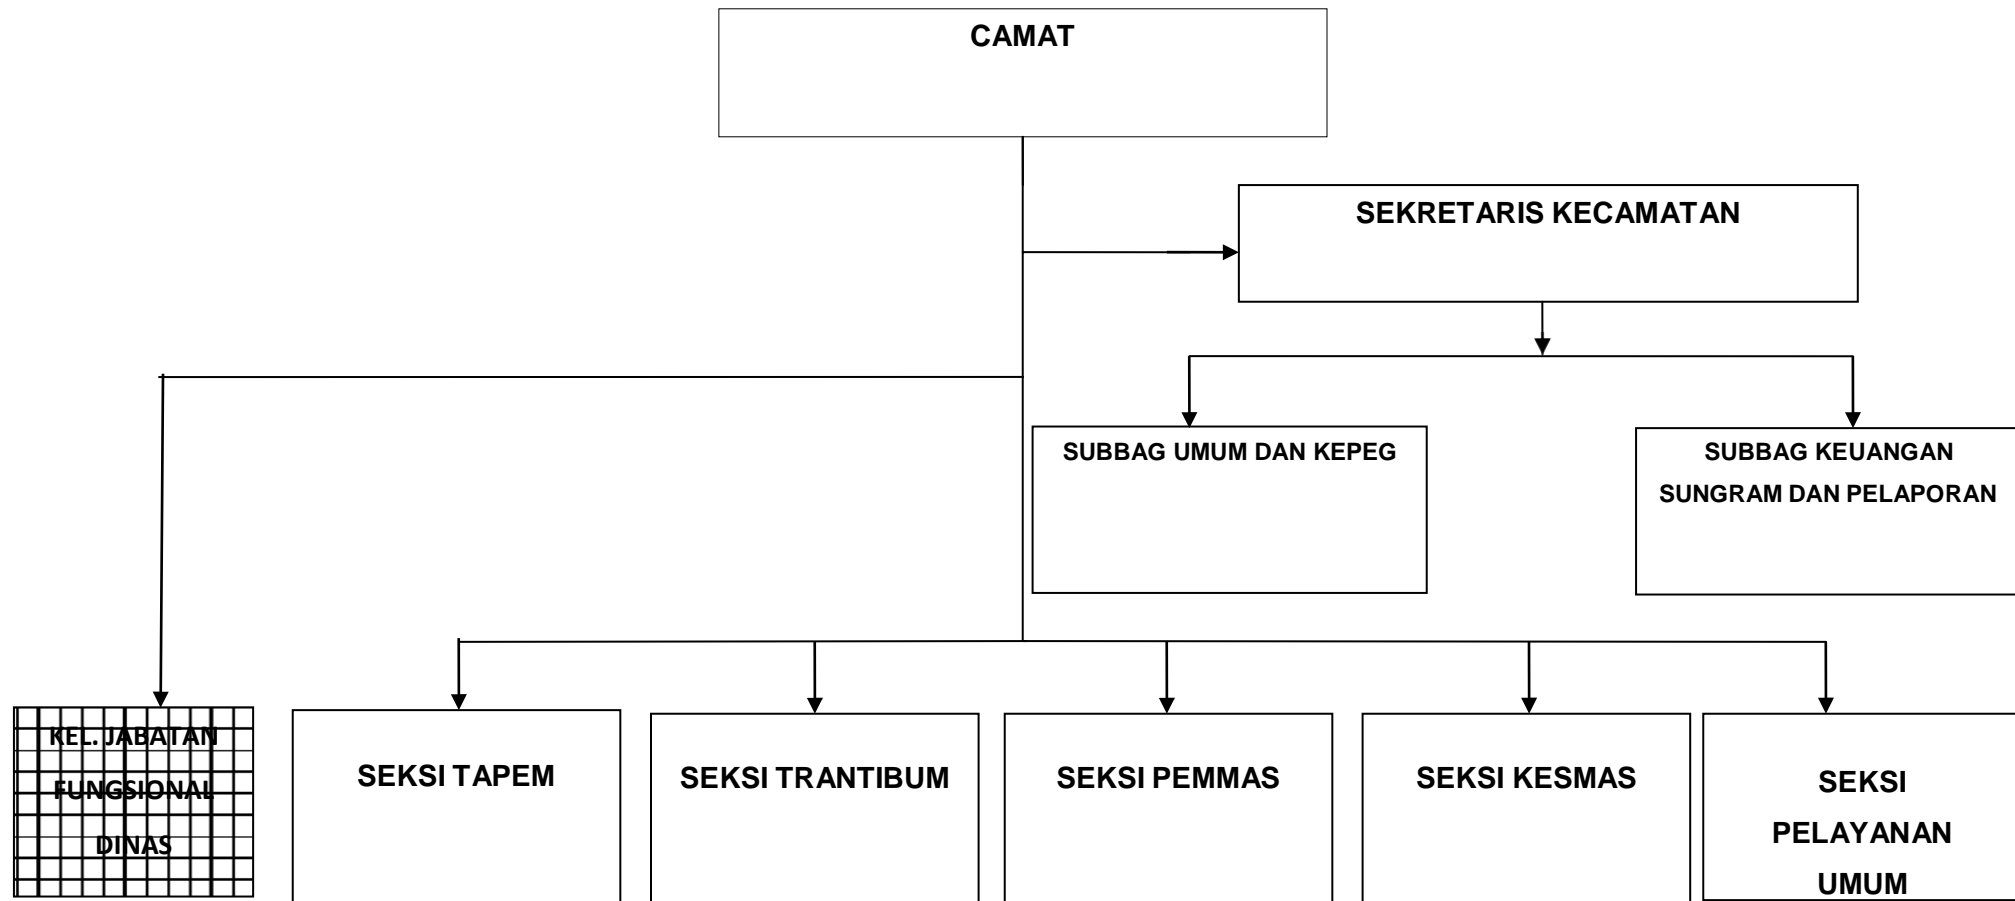 CAMAT
SEKRETARIS KECAMATAN
SUBBAG UMUM DAN KEPEG
SUBBAG KEUANGAN
SUNGRAM DAN PELAPORAN
KEL. JABATAN
FUNGSIONAL
DINAS
SEKSI TAPEM
SEKSI TRANTIBUM
SEKSI PEMMAS
SEKSI KESMAS
SEKSI
PELAYANAN
UMUM